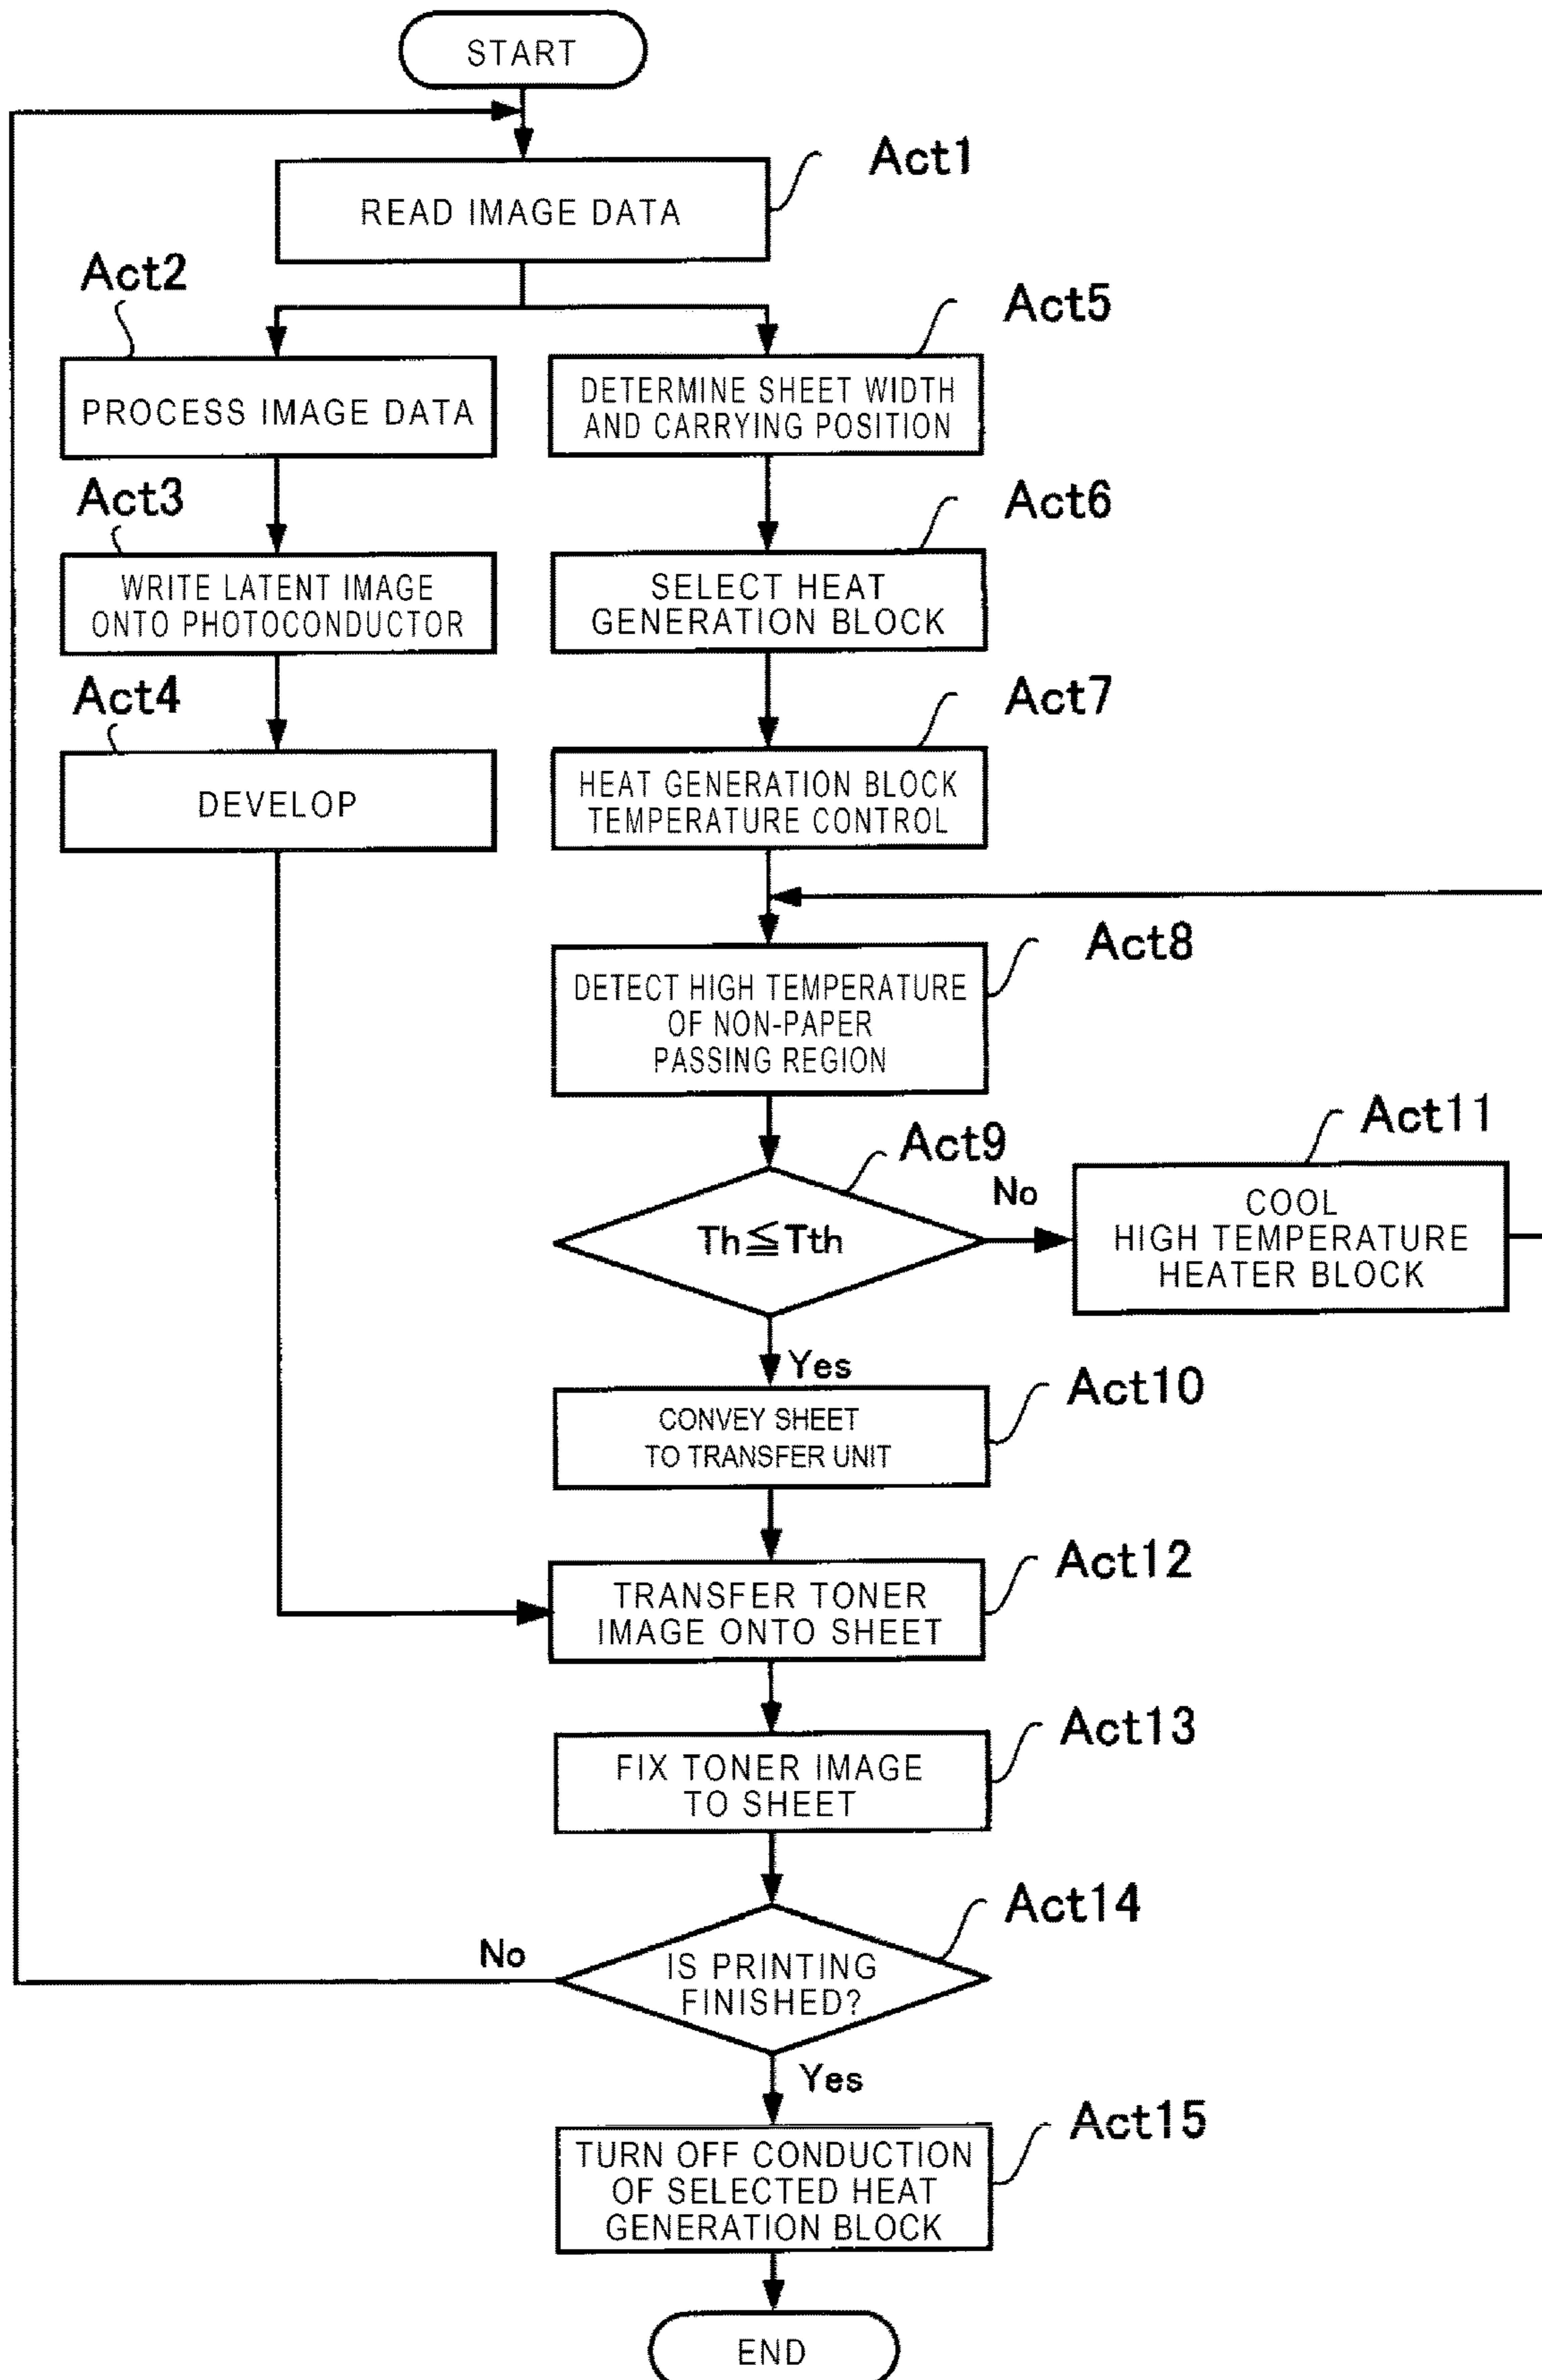 START
Act1
READ IMAGE DATA
Act2
PROCESS IMAGE DATA
Act3
WRITE LATENT IMAGE
ONTO PHOTOCONDUCTOR
Act4
DEVELOP
Act5
DETERMINE SHEET WIDTH
AND CARRYING POSITION
Act6
SELECT HEAT
GENERATION BLOCK
Act7
HEAT GENERATION BLOCK
TEMPERATURE CONTROL
Act8
DETECT HIGH TEMPERATURE
OF NON-PAPER
PASSING REGION
Act9
Th≦Tth
No
Act11
COOL
HIGH TEMPERATURE
HEATER BLOCK
Yes
Act10
CONVEY SHEET
TO TRANSFER UNIT
Act12
TRANSFER TONER
IMAGE ONTO SHEET
Act13
FIX TONER IMAGE
TO SHEET
Act14
IS PRINTING
FINISHED?
No
Yes
Act15
TURN OFF CONDUCTION
OF SELECTED HEAT
GENERATION BLOCK
END